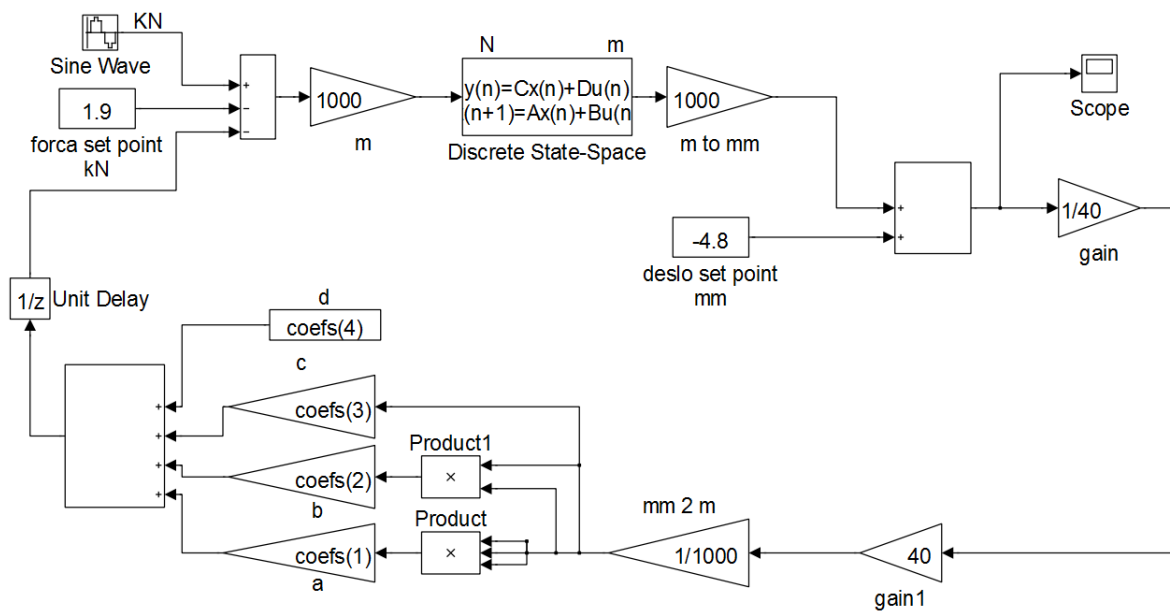 KN
Sine Wave
+
−
−
1.9
forca set point
kN
1000
m
N
m
y(n)=Cx(n)+Du(n)
(n+1)=Ax(n)+Bu(n
Discrete State-Space
1000
m to mm
Scope
+
+
-4.8
deslo set point
mm
1/40
gain
1/z
Unit Delay
d
coefs(4)
c
coefs(3)
+
+
+
+
Product1
×
coefs(2)
b
Product
×
coefs(1)
a
mm 2 m
1/1000
40
gain1